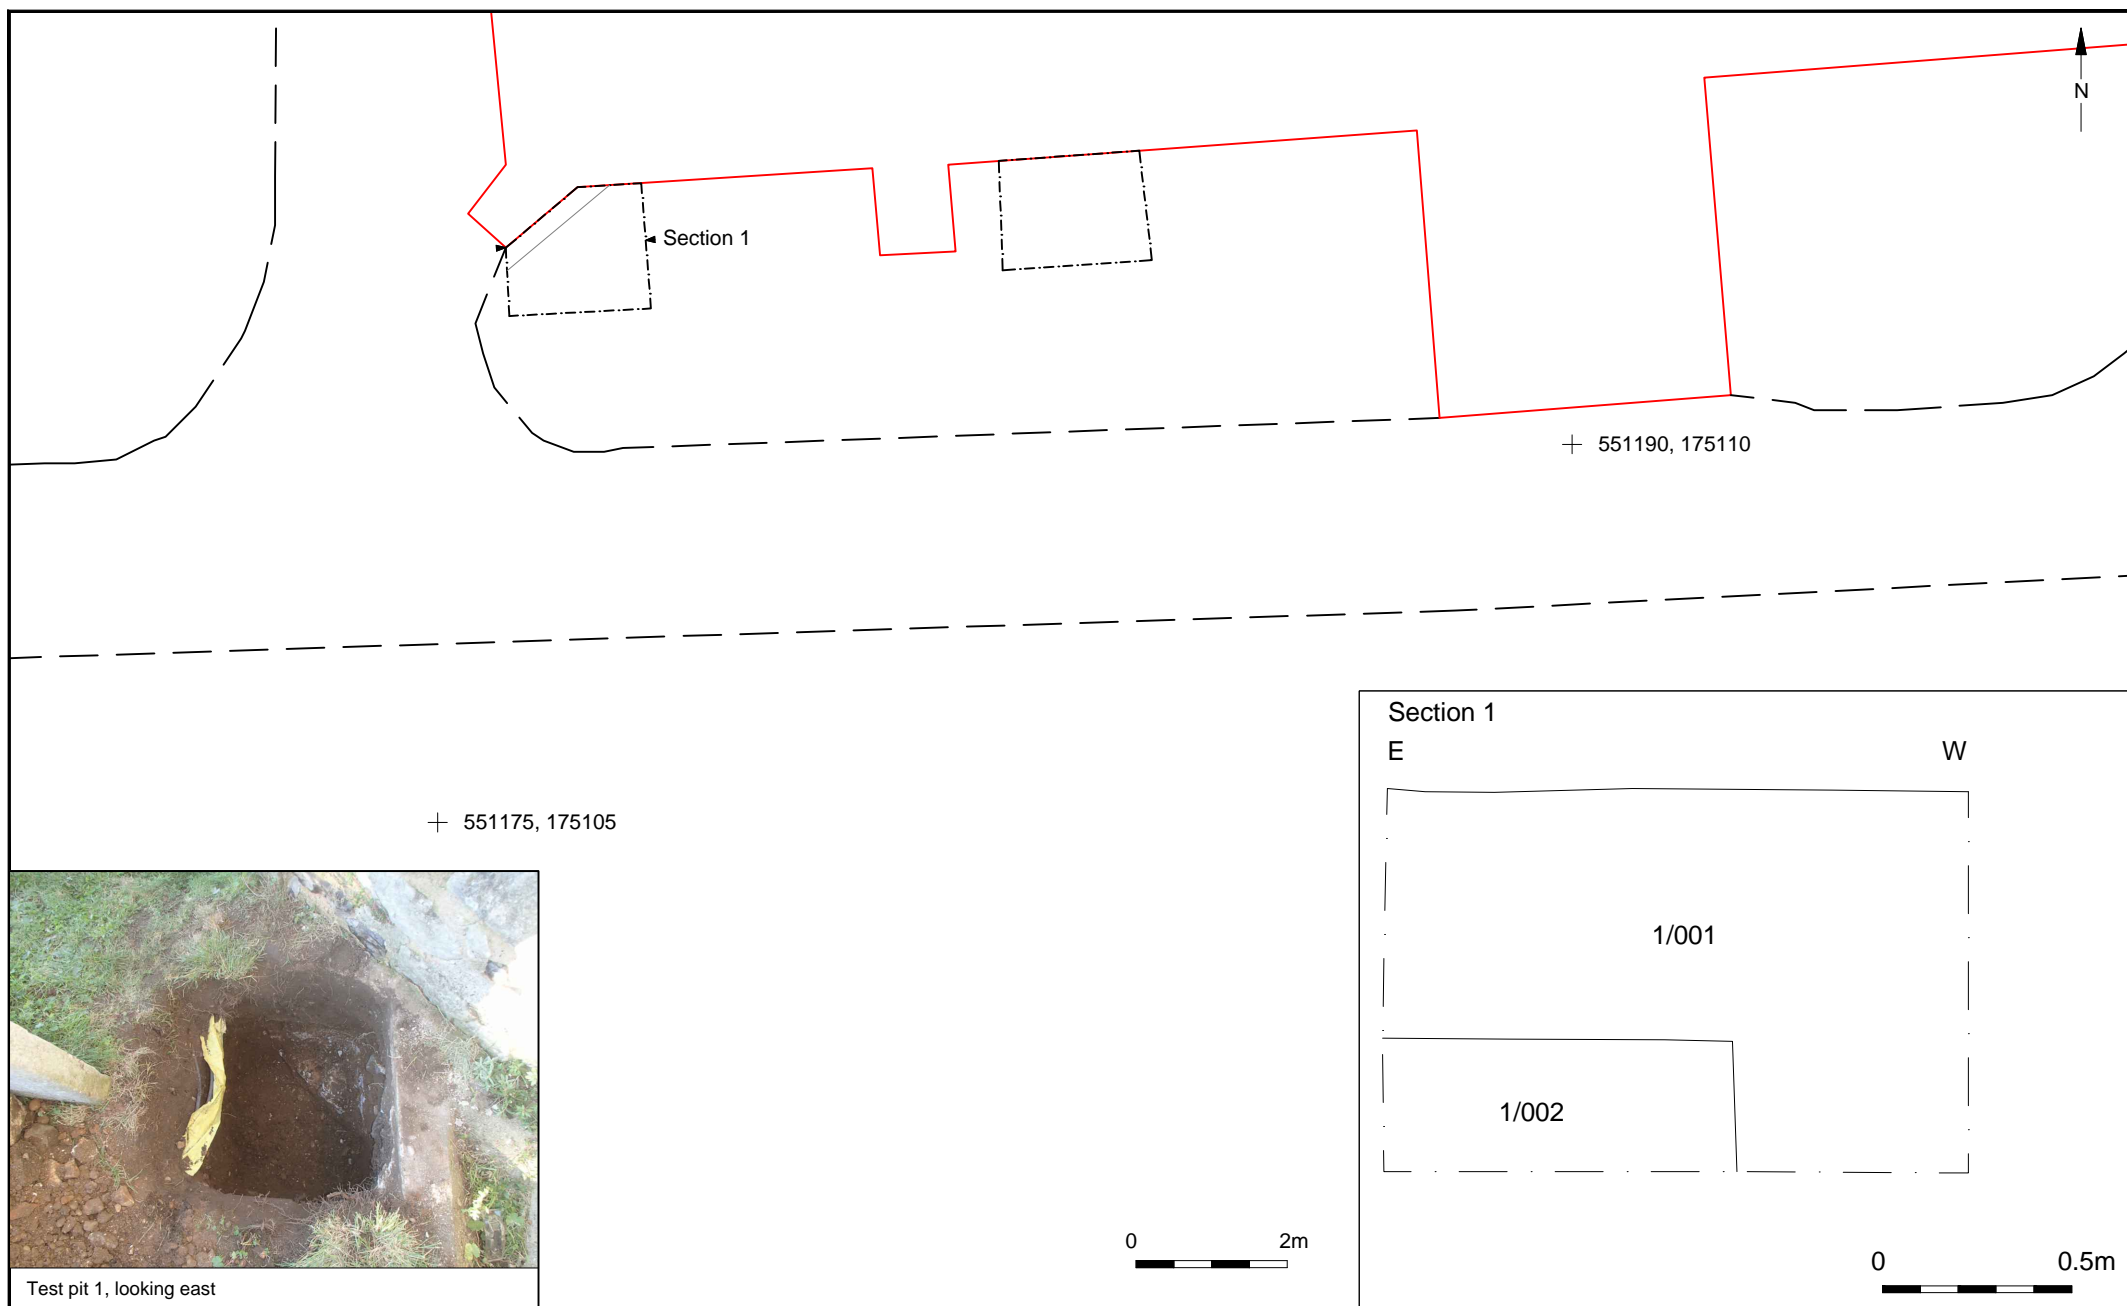 N
Section 1
551190, 175110
Section 1
E W
1/001
1/002
551175, 175105
0 2m
0 0.5m
Test pit 1, looking east